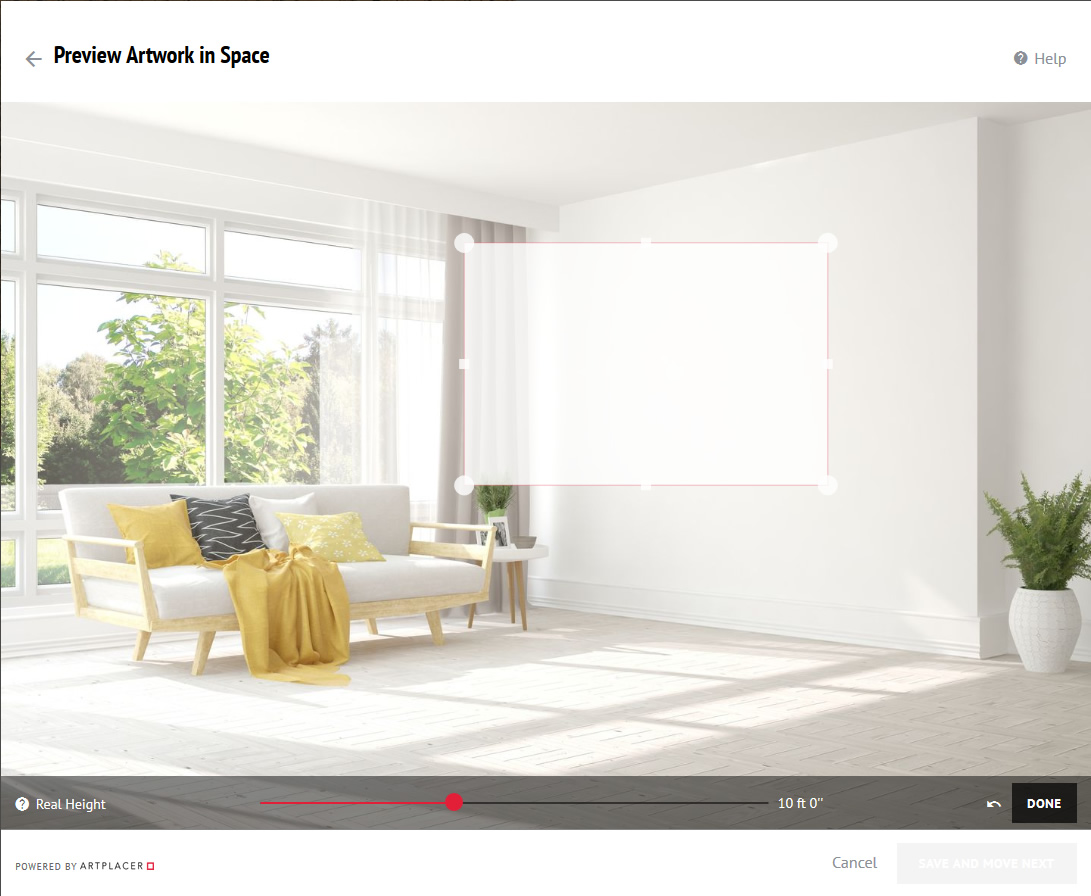 Preview Artwork in Space
Help
Real Height
10 ft 0"
DONE
POWERED BY ARTPLACER
Cancel
SAVE AND MOVE NEXT